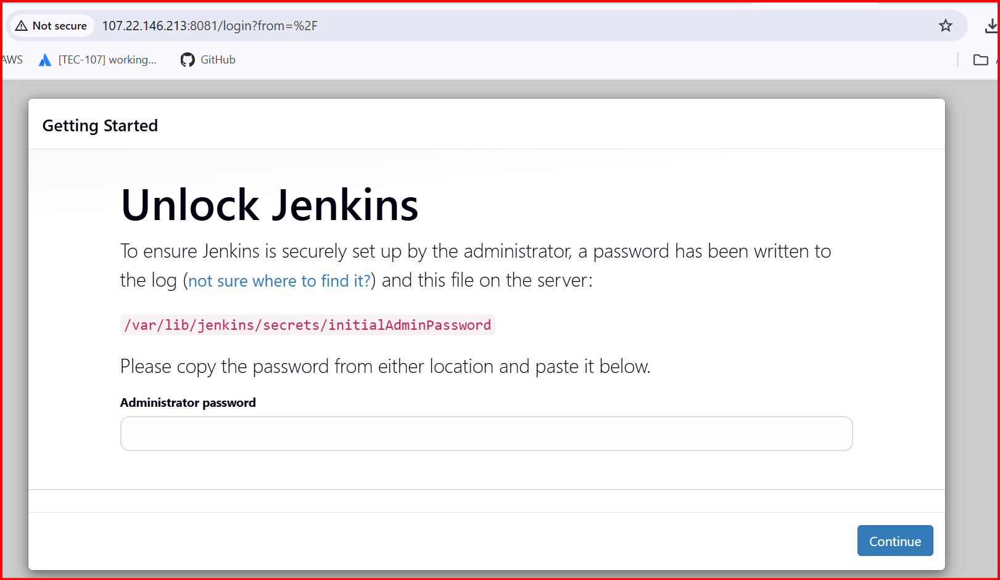 Not secure 107.22.146.213:8081/login?from=%2F
AWS [TEC-107] working... GitHub
Getting Started
Unlock Jenkins
To ensure Jenkins is securely set up by the administrator, a password has been written to
the log (not sure where to find it?) and this file on the server:
/var/lib/jenkins/secrets/initialAdminPassword
Please copy the password from either location and paste it below.
Administrator password
Continue